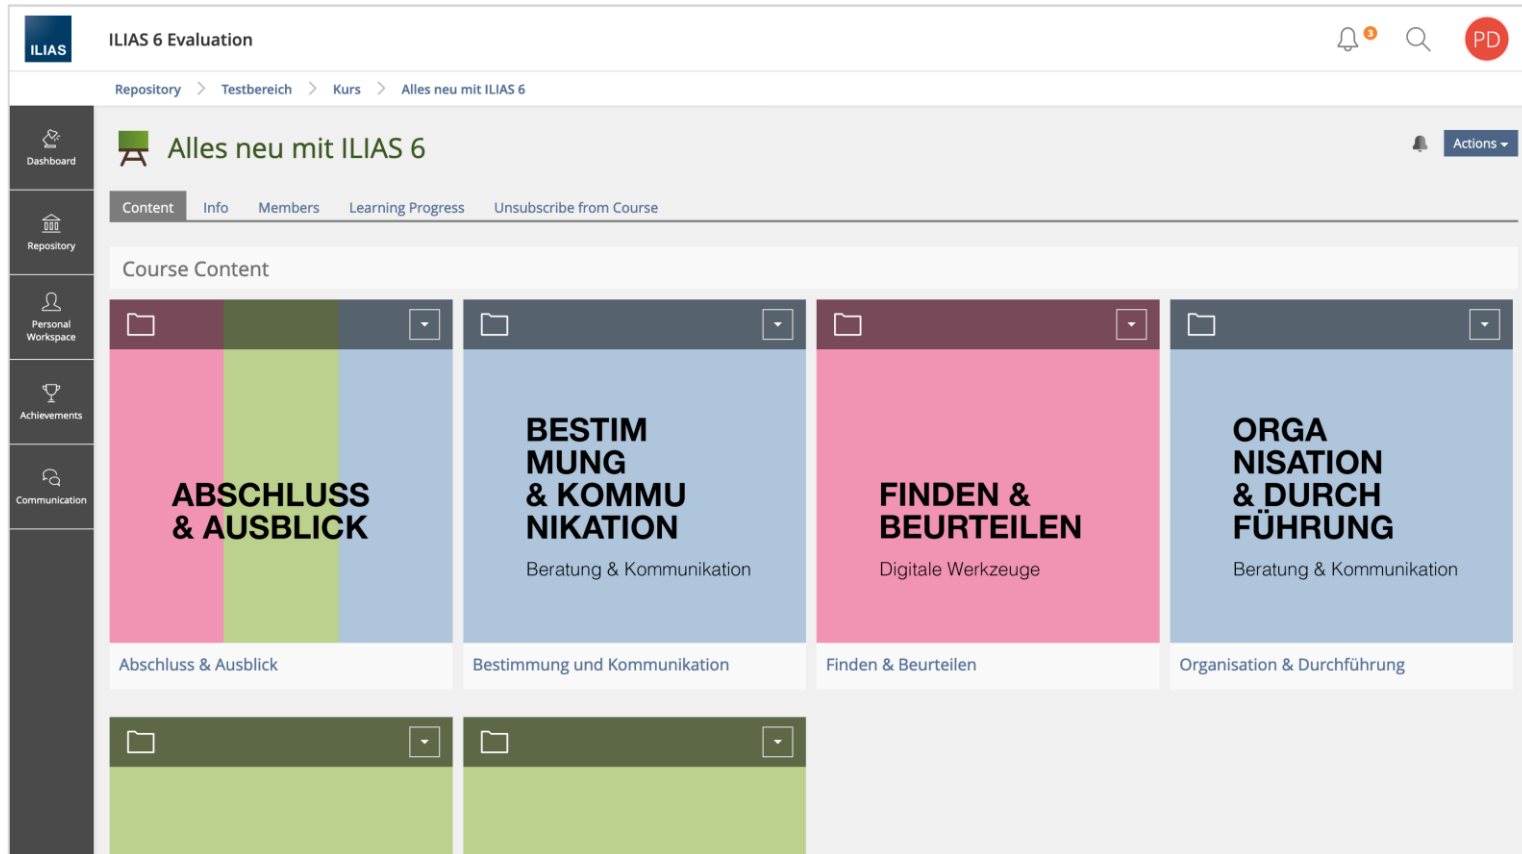 ILIAS
ILIAS 6 Evaluation
3
PD
Repository
Testbereich
Kurs
Alles neu mit ILIAS 6
Dashboard
Repository
Personal
Workspace
Achievements
Communication
Alles neu mit ILIAS 6
Actions
Content
Info
Members
Learning Progress
Unsubscribe from Course
Course Content
ABSCHLUSS
& AUSBLICK
Abschluss & Ausblick
BESTIM
MUNG
& KOMMU
NIKATION
Beratung & Kommunikation
Bestimmung und Kommunikation
FINDEN &
BEURTEILEN
Digitale Werkzeuge
Finden & Beurteilen
ORGA
NISATION
& DURCH
FÜHRUNG
Beratung & Kommunikation
Organisation & Durchführung